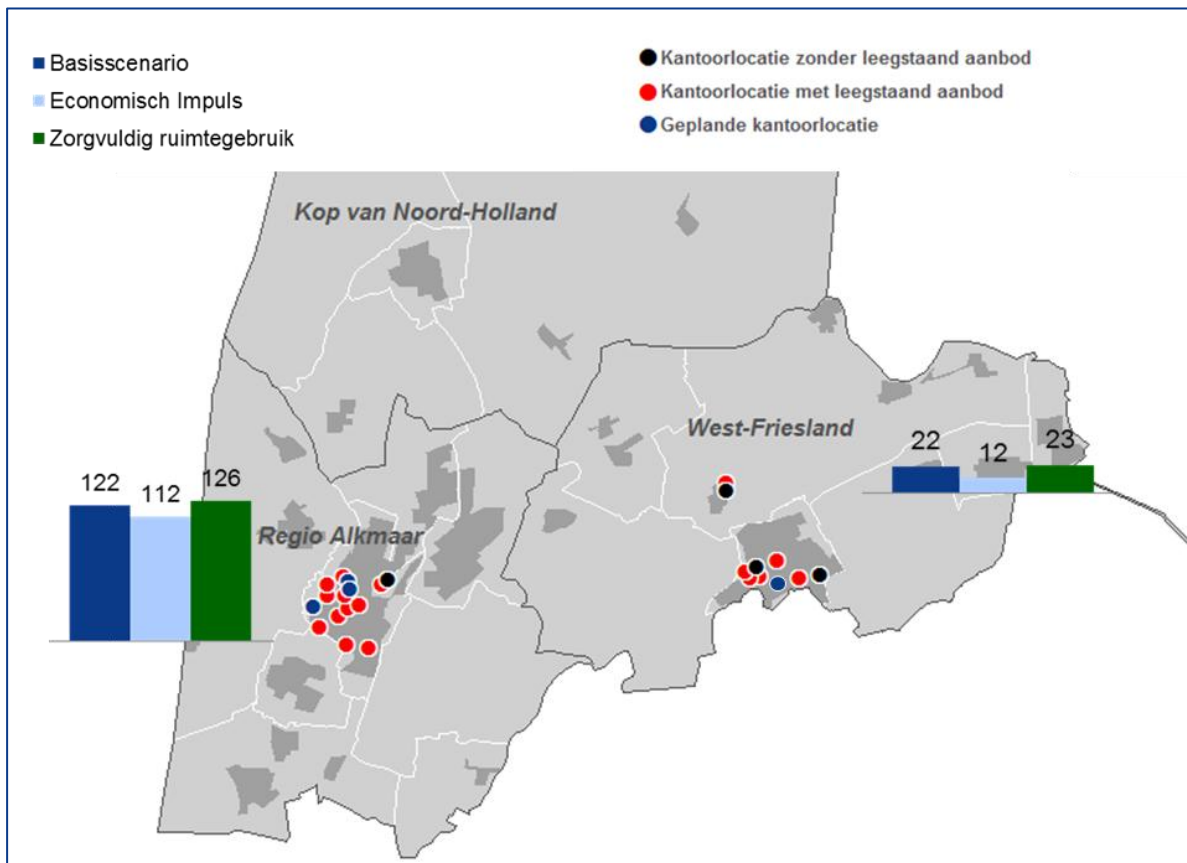 Basisscenario
Economisch Impuls
Zorgvuldig ruimtegebruik
Kantoorlocatie zonder leegstaand aanbod
Kantoorlocatie met leegstaand aanbod
Geplande kantoorlocatie
Kop van Noord-Holland
West-Friesland
22 12 23
122 112 126
Regio Alkmaar